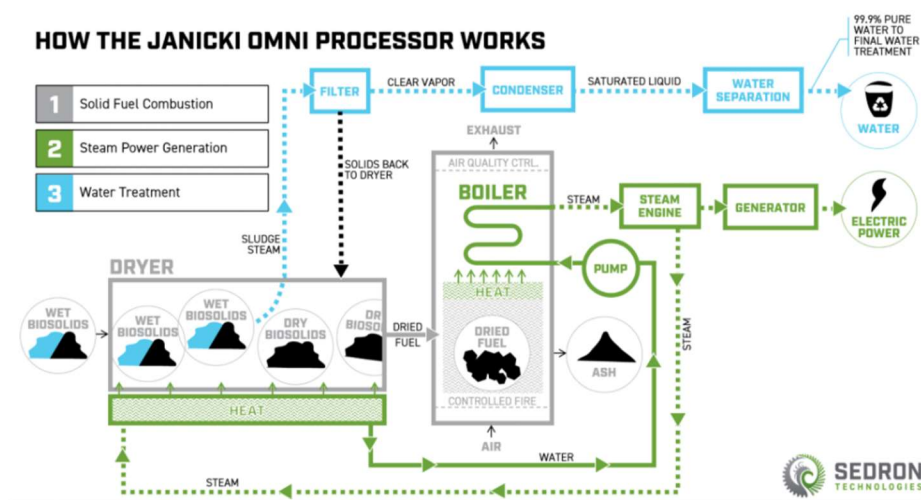 HOW THE JANICKI OMNI PROCESSOR WORKS
99.9% PURE
WATER TO
FINAL WATER
TREATMENT
1 Solid Fuel Combustion
2 Steam Power Generation
3 Water Treatment
FILTER
CLEAR VAPOR
CONDENSER
SATURATED LIQUID
WATER
SEPARATION
WATER
SOLIDS BACK
TO DRYER
SLUDGE
STEAM
EXHAUST
AIR QUALITY CTRL.
BOILER
STEAM
STEAM
ENGINE
GENERATOR
ELECTRIC
POWER
PUMP
HEAT
DRYER
WET
BIOSOLIDS
WET
BIOSOLIDS
WET
BIOSOLIDS
DRY
BIOSOLIDS
DRY
BIOSO
DRIED
FUEL
DRIED
FUEL
ASH
CONTROLLED FIRE
AIR
HEAT
STEAM
WATER
STEAM
SEDRON
TECHNOLOGIES